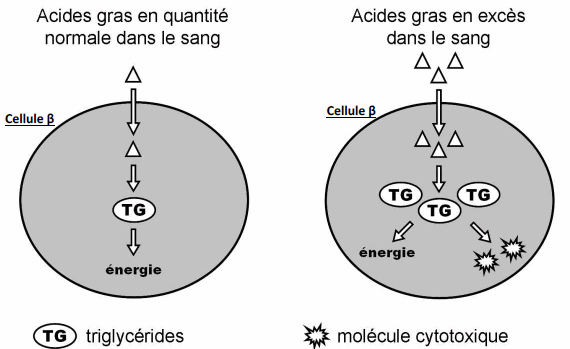 Acides gras en quantité
normale dans le sang
Cellule β
TG
énergie
Acides gras en excès
dans le sang
Cellule β
TG TG
TG
énergie
TG triglycérides
molécule cytotoxique